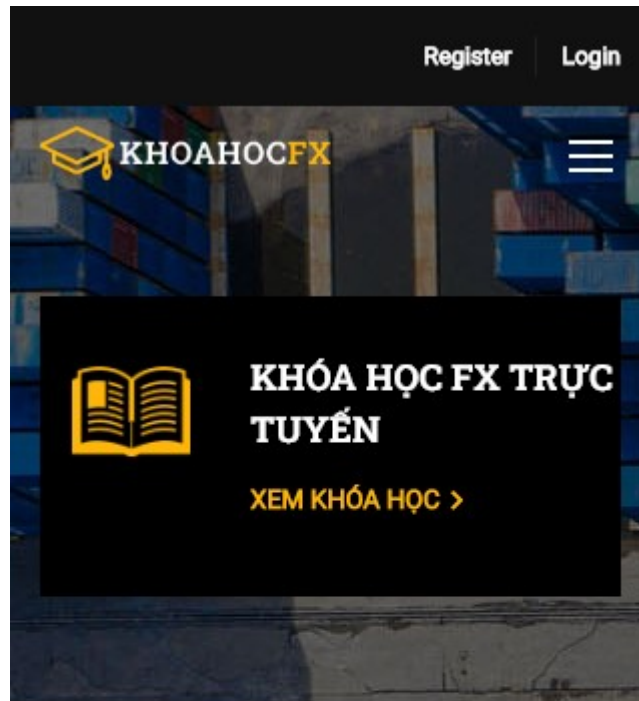 Register Login
KHOAHOCFX
KHÓA HỌC FX TRỰC
TUYẾN
XEM KHÓA HỌC >